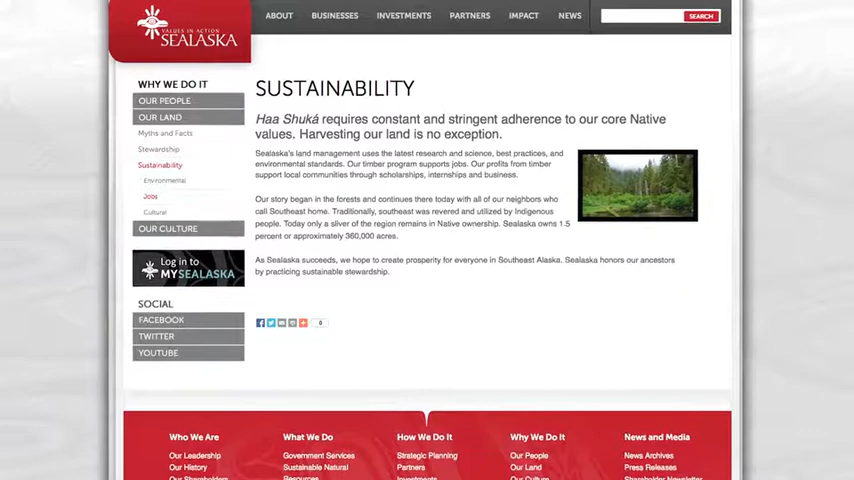 VALUES IN ACTION
SEALASKA
ABOUT
BUSINESSES
INVESTMENTS
PARTNERS
IMPACT
NEWS
SEARCH
WHY WE DO IT
OUR PEOPLE
OUR LAND
Myths and Facts
Stewardship
Sustainability
Environmental
Jobs
Cultural
OUR CULTURE
Log in to
MYSEALASKA
SOCIAL
FACEBOOK
TWITTER
YOUTUBE
SUSTAINABILITY
Haa Shuká requires constant and stringent adherence to our core Native
values. Harvesting our land is no exception.
Sealaska's land management uses the latest research and science, best practices, and
environmental standards. Our timber program supports jobs. Our profits from timber
support local communities through scholarships, internships and business.
Our story began in the forests and continues there today with all of our neighbors who
call Southeast home. Traditionally, southeast was revered and utilized by Indigenous
people. Today only a sliver of the region remains in Native ownership. Sealaska owns 1.5
percent or approximately 360,000 acres.
As Sealaska succeeds, we hope to create prosperity for everyone in Southeast Alaska. Sealaska honors our ancestors
by practicing sustainable stewardship.
0
Who We Are
Our Leadership
Our History
Our Shareholders
What We Do
Government Services
Sustainable Natural
Resources
How We Do It
Strategic Planning
Partners
Investments
Why We Do It
Our People
Our Land
Our Culture
News and Media
News Archives
Press Releases
Shareholder Newsletter